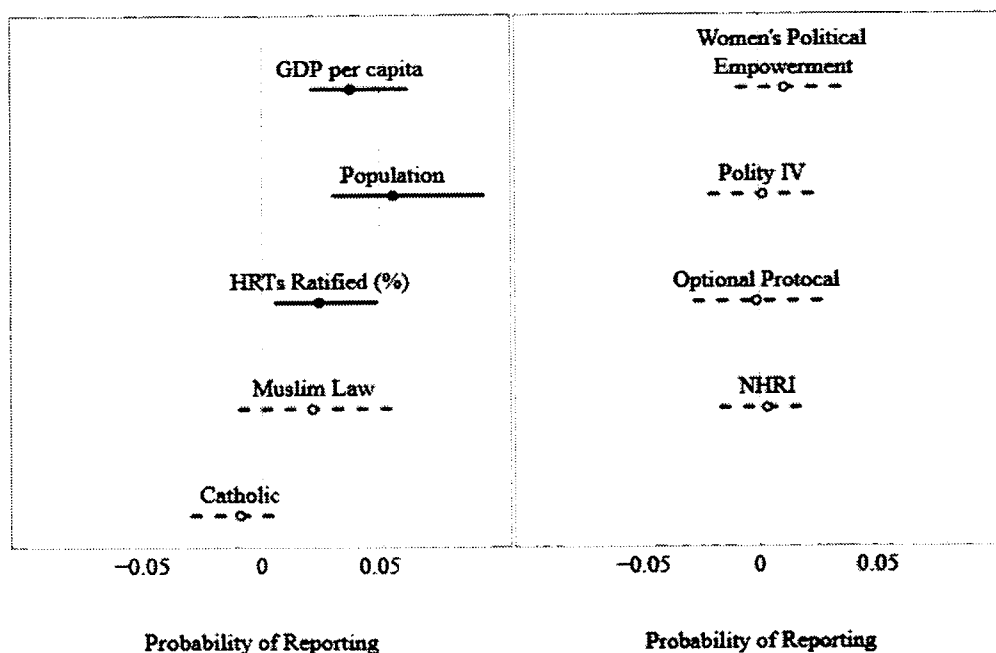 GDP per capita
Population
HRTs Ratified (%)
Muslim Law
Catholic
−0.05 0 0.05
Probability of Reporting
Women's Political
Empowerment
Polity IV
Optional Protocal
NHRI
−0.05 0 0.05
Probability of Reporting